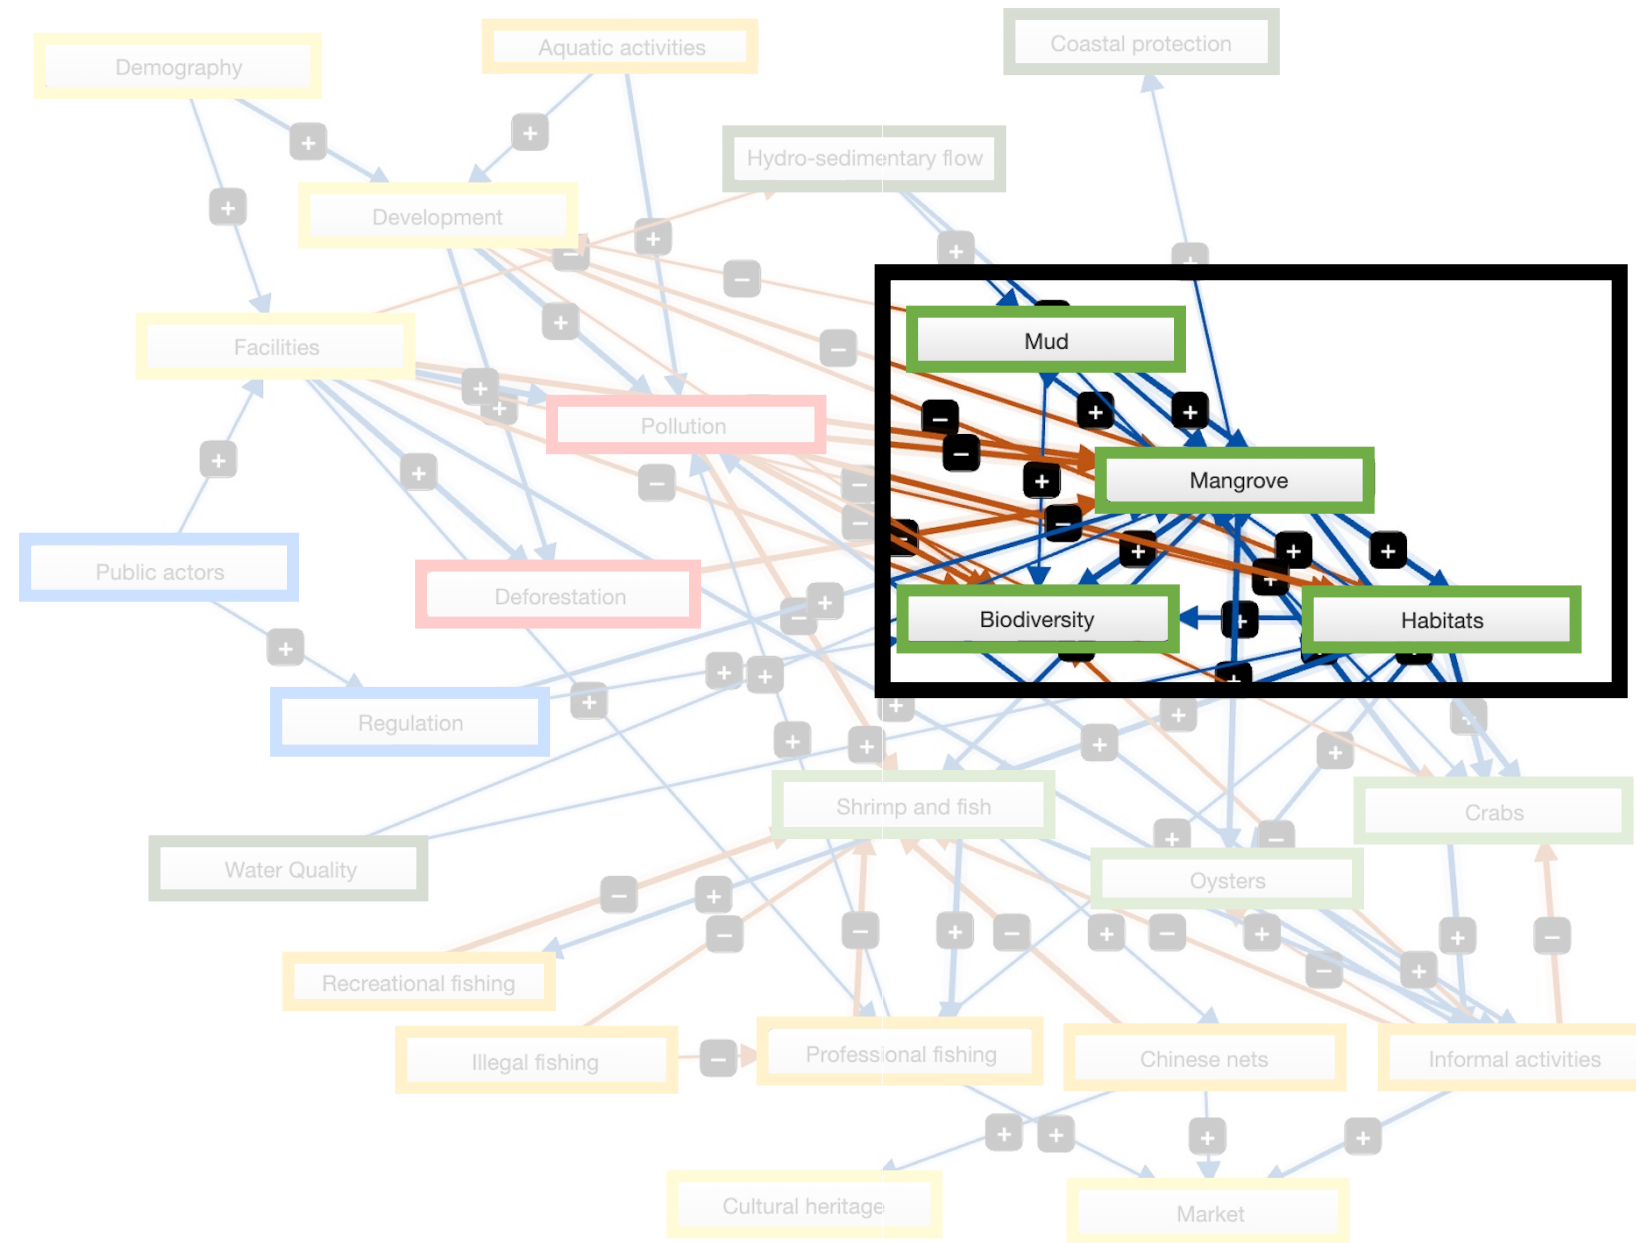 Demography
Aquatic activities
Coastal protection
Hydro-sedimentary flow
Development
Mud
Facilities
Pollution
Mangrove
Public actors
Deforestation
Biodiversity
Habitats
Regulation
Shrimp and fish
Crabs
Water Quality
Oysters
Recreational fishing
Illegal fishing
Professional fishing
Chinese nets
Informal activities
Cultural heritage
Market